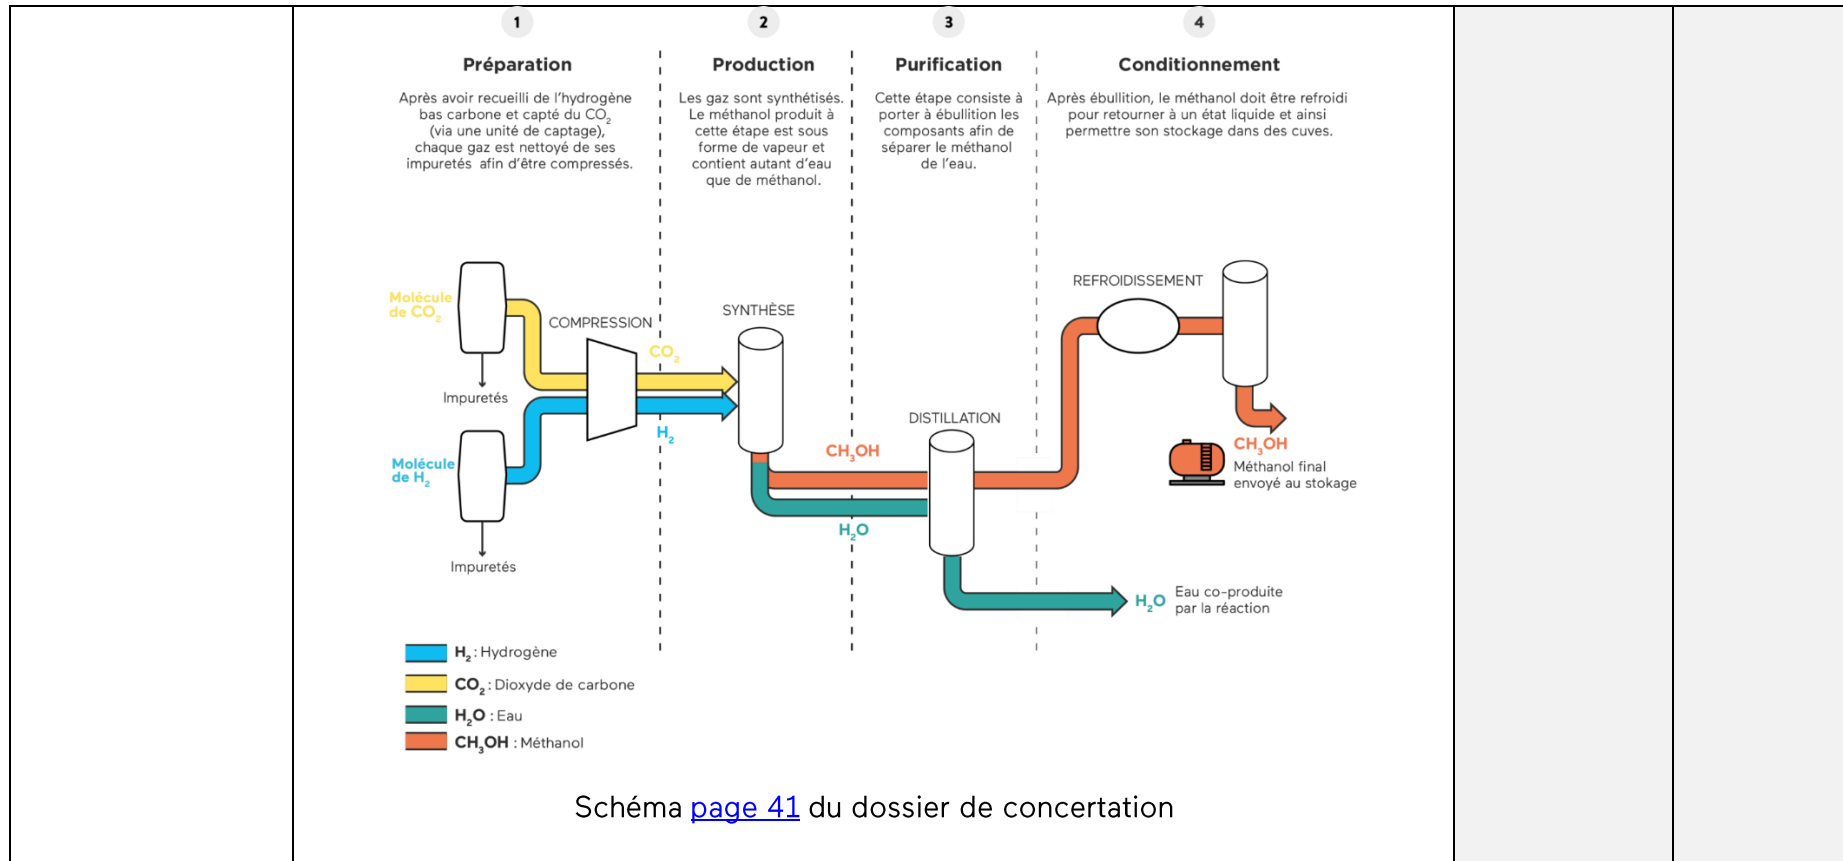 1
Préparation
Après avoir recueilli de l'hydrogène
bas carbone et capté du CO₂
(via une unité de captage),
chaque gaz est nettoyé de ses
impuretés afin d'être compressés.
2
Production
Les gaz sont synthétisés.
Le méthanol produit à
cette étape est sous
forme de vapeur et
contient autant d'eau
que de méthanol.
3
Purification
Cette étape consiste à
porter à ébullition les
composants afin de
séparer le méthanol
de l'eau.
4
Conditionnement
Après ébullition, le méthanol doit être refroidi
pour retourner à un état liquide et ainsi
permettre son stockage dans des cuves.
Molécule
de CO₂
Impuretés
COMPRESSION
CO₂
H₂
Molécule
de H₂
Impuretés
SYNTHÈSE
CH₃OH
H₂O
DISTILLATION
REFROIDISSEMENT
CH₃OH
Méthanol final
envoyé au stokage
H₂O
Eau co-produite
par la réaction
H₂ : Hydrogène
CO₂ : Dioxyde de carbone
H₂O : Eau
CH₃OH : Méthanol
Schéma page 41 du dossier de concertation